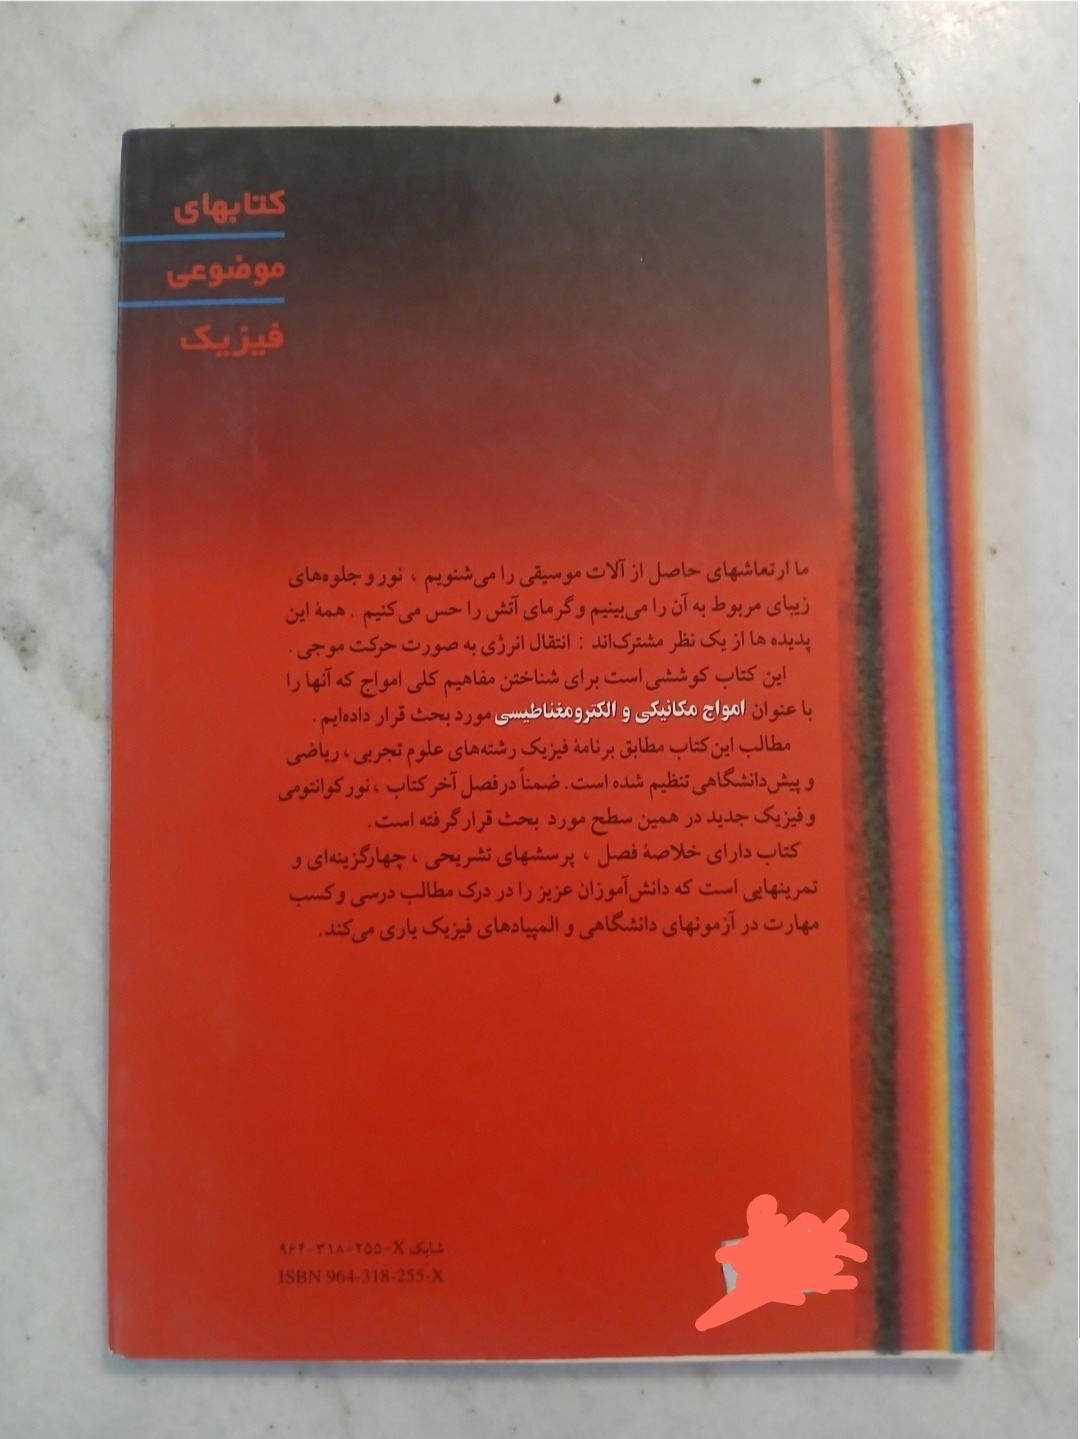 کتابهای
موضوعی
فیزیک
ما ارتعاشهای حاصل از آلات موسیقی را می‌شنویم ، نور و جلوه‌های
زیبای مربوط به آن را می‌بینیم و گرمای آتش را حس می‌کنیم . همهٔ این
پدیده ها از یک نظر مشترک‌اند : انتقال انرژی به صورت حرکت موجی .
این کتاب کوششی است برای شناختن مفاهیم کلی امواج که آنها را
با عنوان امواج مکانیکی و الکترومغناطیسی مورد بحث قرار داده‌ایم .
مطالب این کتاب مطابق برنامهٔ فیزیک رشته‌های علوم تجربی ، ریاضی
و پیش‌دانشگاهی تنظیم شده است . ضمناً در فصل آخر کتاب ، نور کوانتومی
و فیزیک جدید در همین سطح مورد بحث قرار گرفته است .
کتاب دارای خلاصهٔ فصل ، پرسشهای تشریحی ، چهارگزینه‌ای و
تمرینهایی است که دانش‌آموزان عزیز را در درک مطالب درسی و کسب
مهارت در آزمونهای دانشگاهی و المپیادهای فیزیک یاری می‌کند .
شابک X-۲۵۵-۳۱۸-۹۶۴
ISBN 964-318-255-X